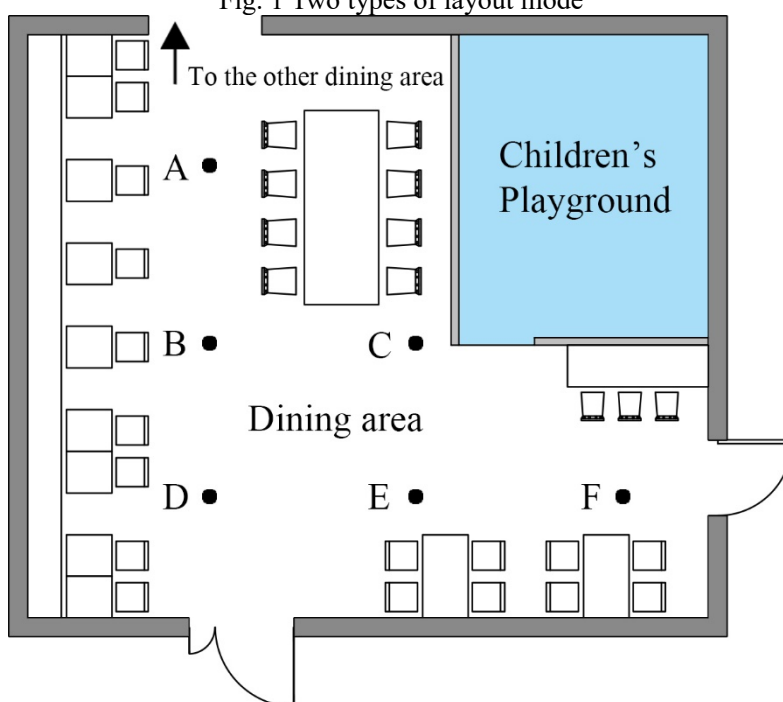 Fig. 1 Two types of layout mode
To the other dining area
Children's
Playground
A
B
C
Dining area
D
E
F